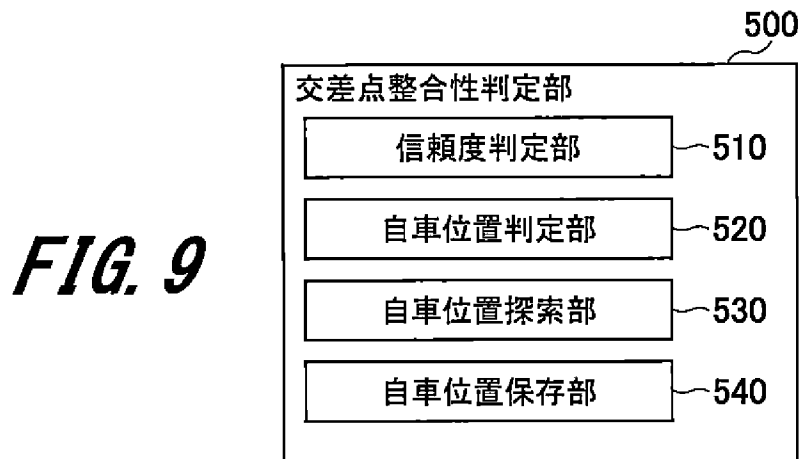 500
交差点整合性判定部
信頼度判定部 510
自車位置判定部 520
FIG. 9
自車位置探索部 530
自車位置保存部 540